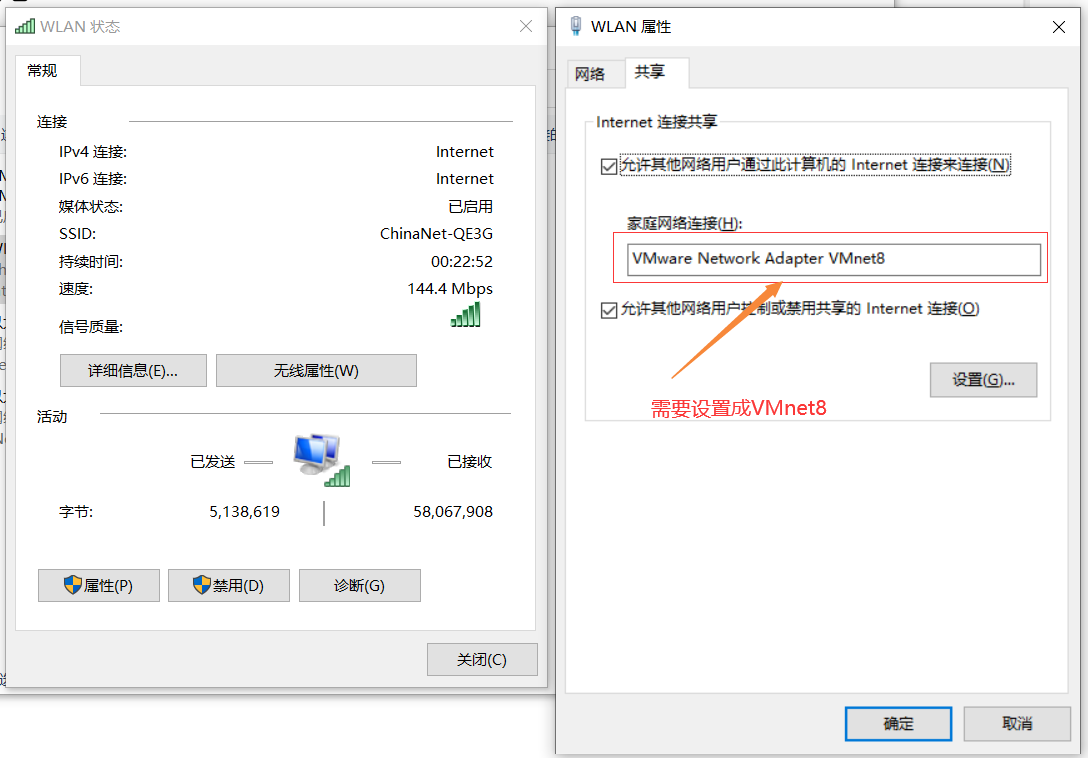 WLAN 状态
常规
连接
IPv4 连接: Internet
IPv6 连接: Internet
媒体状态: 已启用
SSID: ChinaNet-QE3G
持续时间: 00:22:52
速度: 144.4 Mbps
信号质量:
详细信息(E)... 无线属性(W)
活动
已发送 已接收
字节: 5,138,619 58,067,908
属性(P) 禁用(D) 诊断(G)
关闭(C)
WLAN 属性
网络 共享
Internet 连接共享
允许其他网络用户通过此计算机的 Internet 连接来连接(N)
家庭网络连接(H):
VMware Network Adapter VMnet8
允许其他网络用户控制或禁用共享的 Internet 连接(O)
设置(G)...
需要设置成VMnet8
确定 取消